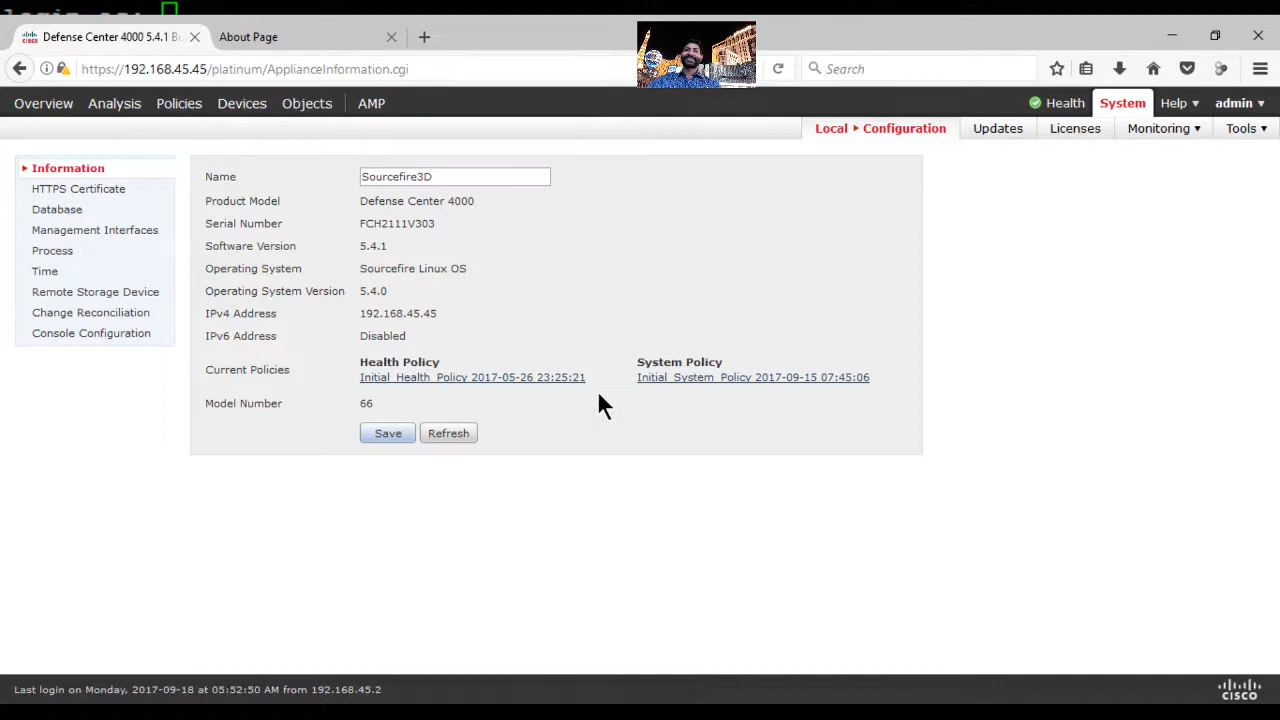 Defense Center 4000 5.4.1 Bu
About Page
https://192.168.45.45/platinum/ApplianceInformation.cgi
Search
Overview Analysis Policies Devices Objects AMP Health System Help admin
Local Configuration Updates Licenses Monitoring Tools
Information
HTTPS Certificate
Database
Management Interfaces
Process
Time
Remote Storage Device
Change Reconciliation
Console Configuration
Name Sourcefire3D
Product Model Defense Center 4000
Serial Number FCH2111V303
Software Version 5.4.1
Operating System Sourcefire Linux OS
Operating System Version 5.4.0
IPv4 Address 192.168.45.45
IPv6 Address Disabled
Current Policies
Health Policy System Policy
Initial_Health_Policy 2017-05-26 23:25:21 Initial_System_Policy 2017-09-15 07:45:06
Model Number 66
Save Refresh
Last login on Monday, 2017-09-18 at 05:52:50 AM from 192.168.45.2
CISCO